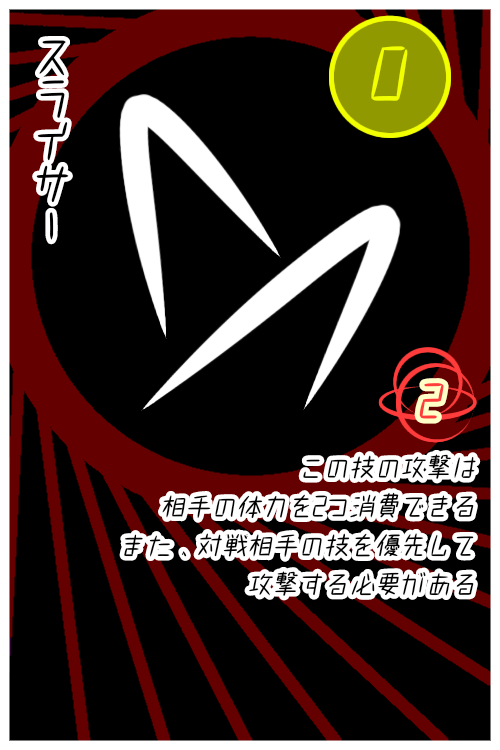 スライサー
0
2
この技の攻撃は
相手の体力を2コ消費できる
また、対戦相手の技を優先して
攻撃する必要がある